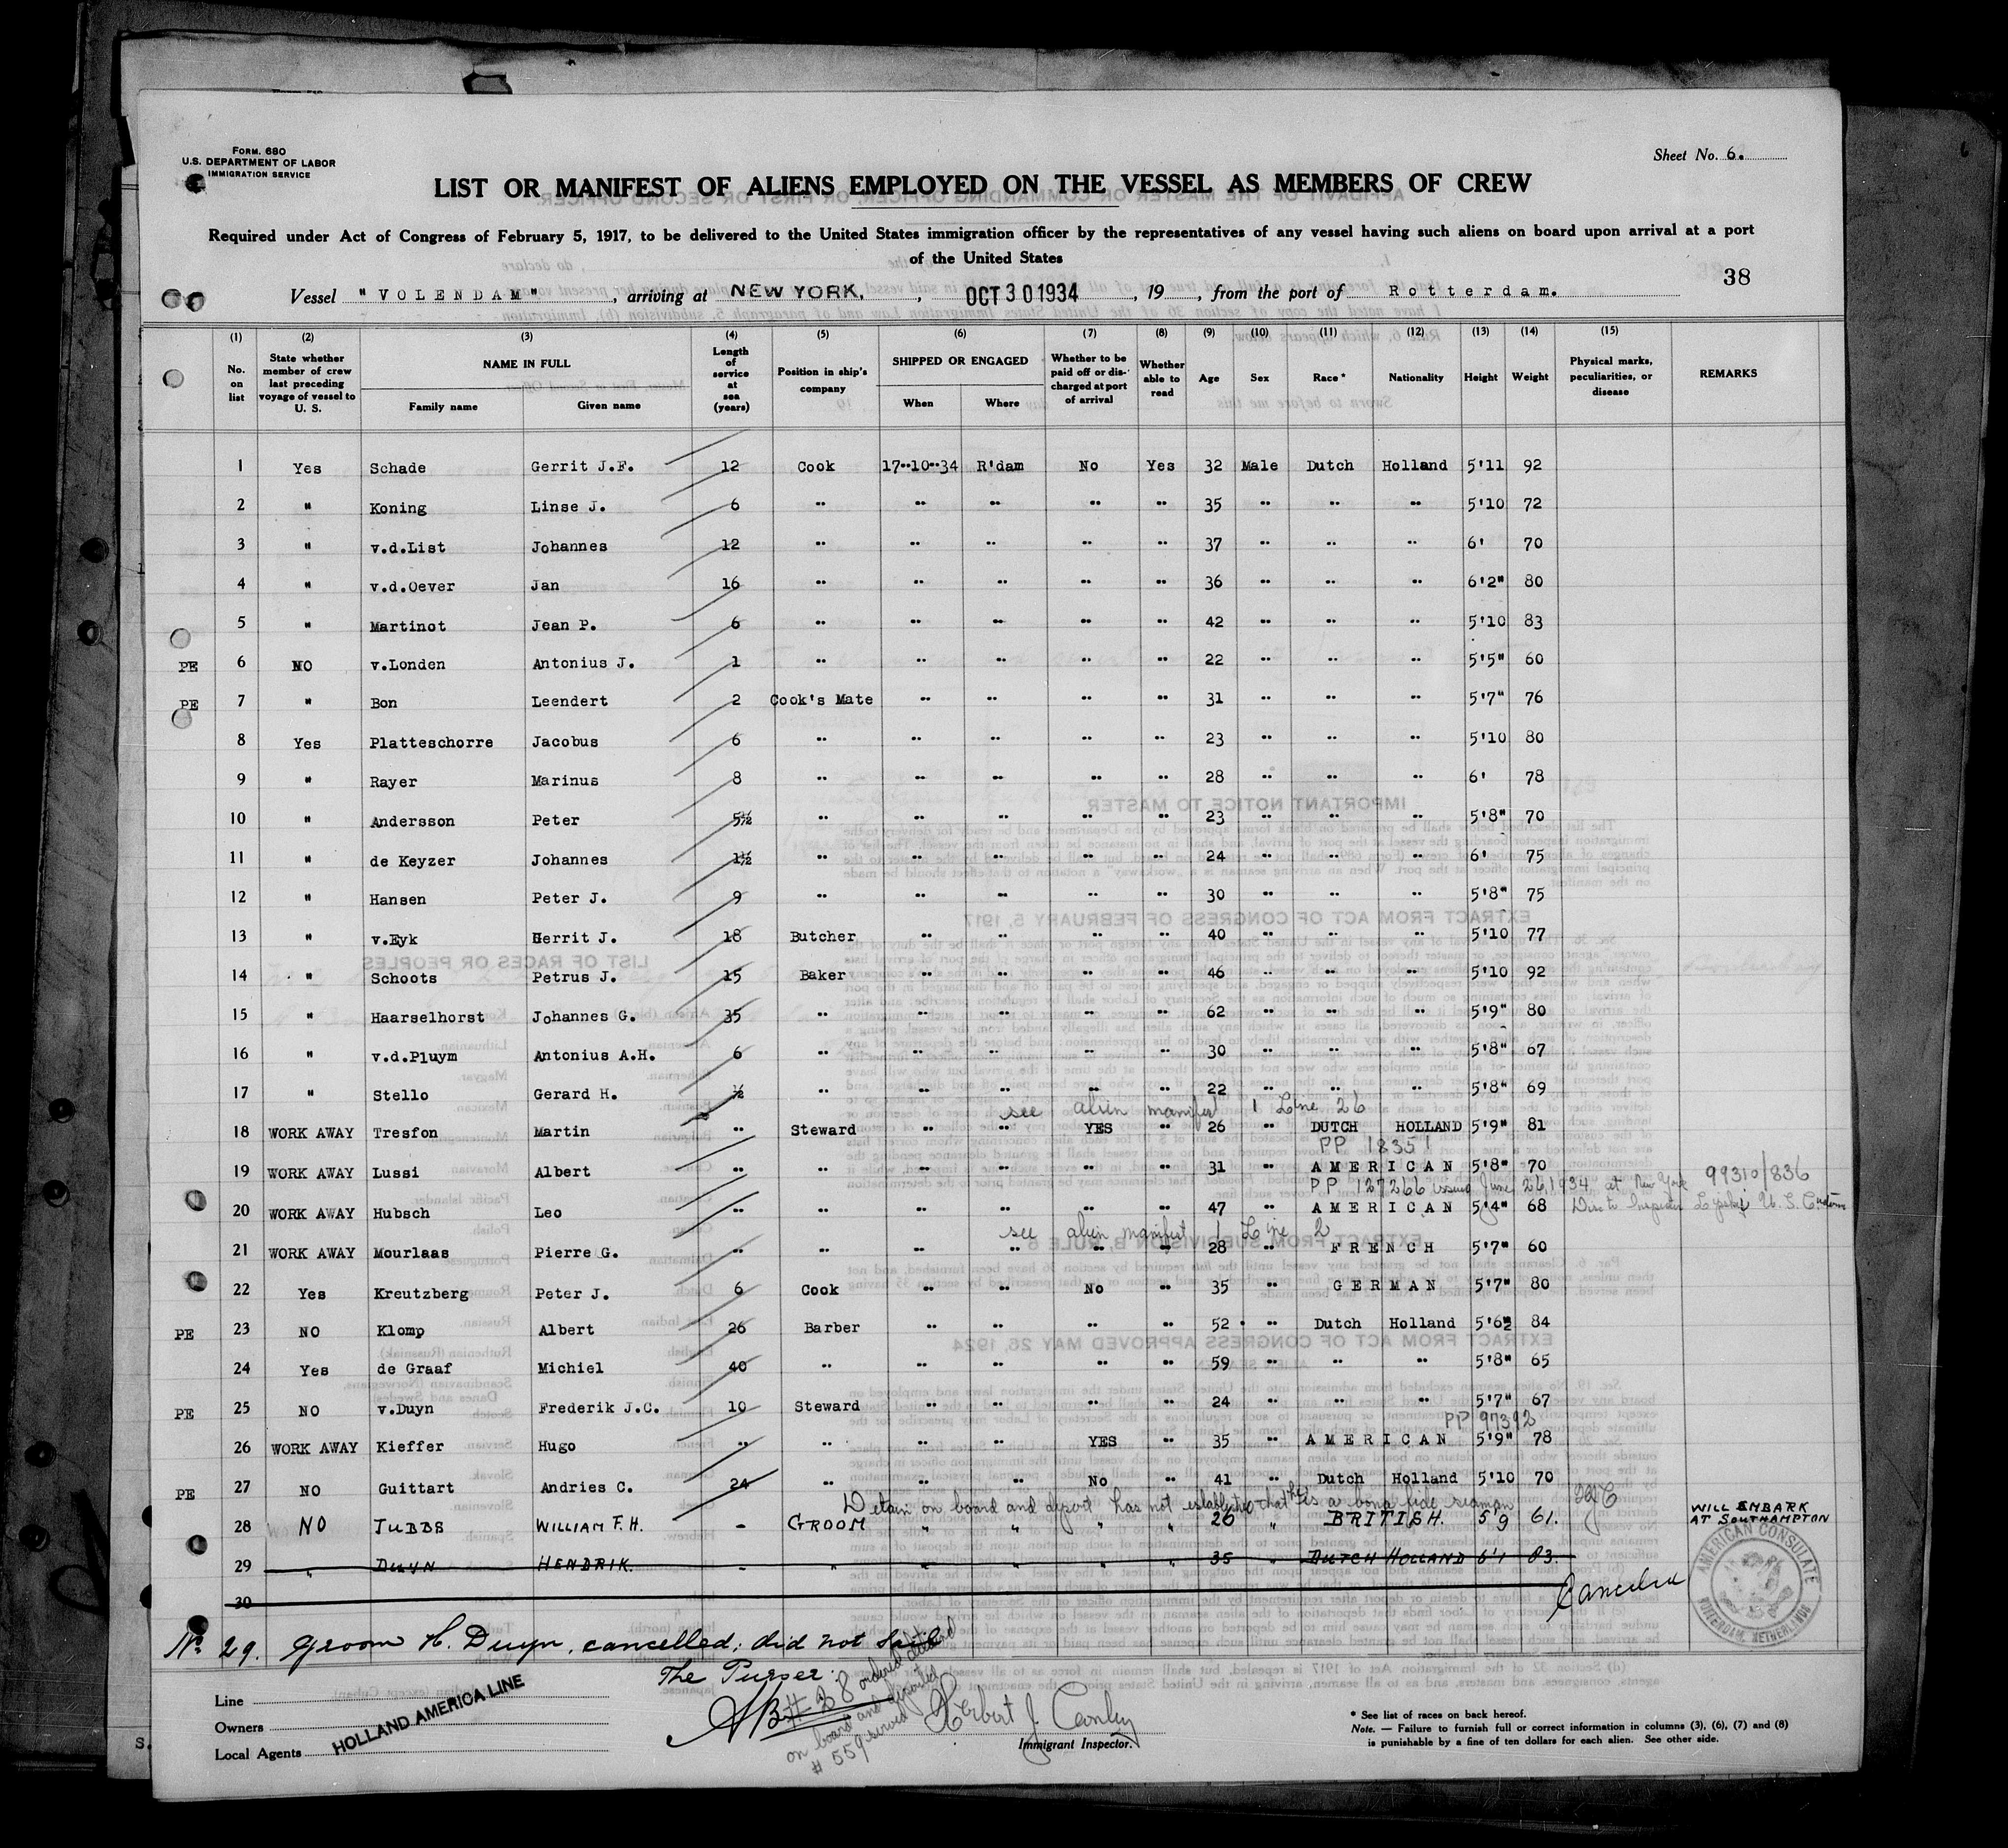 FORM. 680
U.S. DEPARTMENT OF LABOR
IMMIGRATION SERVICE
Sheet No. 6.
LIST OR MANIFEST OF ALIENS EMPLOYED ON THE VESSEL AS MEMBERS OF CREW
Required under Act of Congress of February 5, 1917, to be delivered to the United States immigration officer by the representatives of any vessel having such aliens on board upon arrival at a port
of the United States
38
Vessel "VOLENDAM", arriving at NEW YORK, , OCT 30 1934, 19 , from the port of Rotterdam.
(1) No. on list (2) State whether member of crew last preceding voyage of vessel to U. S. (3) NAME IN FULL Family name Given name (4) Length of service at sea (years) (5) Position in ship's company (6) SHIPPED OR ENGAGED When Where (7) Whether to be paid off or dis-charged at port of arrival (8) Whether able to read (9) Age (10) Sex (11) Race * (12) Nationality (13) Height (14) Weight (15) Physical marks, peculiarities, or disease REMARKS
1 Yes Schade Gerrit J.F. 12 Cook 17-10-34 R'dam No Yes 32 Male Dutch Holland 5'11 92
2 " Koning Linse J. 6 " " " " " 35 " " " 5'10 72
3 " v.d.List Johannes 12 " " " " " 37 " " " 6' 70
4 " v.d.Oever Jan 16 " " " " " 36 " " " 6'2" 80
5 " Martinot Jean P. 6 " " " " " 42 " " " 5'10 83
PE 6 NO v.Londen Antonius J. 1 " " " " " 22 " " " 5'5" 60
PE 7 " Bon Leendert 2 Cook's Mate " " " " 31 " " " 5'7" 76
8 Yes Platteschorre Jacobus 6 " " " " " 23 " " " 5'10 80
9 " Rayer Marinus 8 " " " " " 28 " " " 6' 78
10 " Andersson Peter 5½ " " " " " 23 " " " 5'8" 70
11 " de Keyzer Johannes 1½ " " " " " 24 " " " 6' 75
12 " Hansen Peter J. 9 " " " " " 30 " " " 5'8" 75
13 " v.Eyk Gerrit J. 18 Butcher " " " " 40 " " " 5'10 77
14 " Schoots Petrus J. 15 Baker " " " " 46 " " " 5'10 92
15 " Haarselhorst Johannes G. 35 " " " " " 62 " " " 5'9" 80
16 " v.d.Pluym Antonius A.H. 6 " " " " " 30 " " " 5'8" 67
17 " Stello Gerard H. ½ " " " " " 22 " " " 5'8" 69
see alien manifest 1 Line 26
18 WORK AWAY Tresfon Martin " Steward " " YES " 26 " DUTCH HOLLAND 5'9" 81
PP 18351
19 WORK AWAY Lussi Albert " " " " " " 31 " AMERICAN 5'8" 70 99310/836
PP 127266 issued June 26, 1934 at New York
20 WORK AWAY Hubsch Leo " " " " " " 47 " AMERICAN 5'4" 68 Inspector U. S. Customs
see alien manifest 1 Line 2
21 WORK AWAY Mourlaas Pierre G. " " " " " " 28 " FRENCH 5'7" 60
22 Yes Kreutzberg Peter J. 6 Cook " " No " 35 " GERMAN 5'7" 80
PE 23 NO Klomp Albert 26 Barber " " " " 52 " Dutch Holland 5'6½ 84
24 Yes de Graaf Michiel 40 " " " " " 59 " " " 5'8" 65
PE 25 NO v.Duyn Frederik J.C. 10 Steward " " " " 24 " " " 5'7" 67
PP 97392
26 WORK AWAY Kieffer Hugo " " " " YES " 35 " AMERICAN 5'9" 78
PE 27 NO Guittart Andries C. 24 " " " No " 41 " Dutch Holland 5'10 70
Detain on board and deport has not established that he is a bona fide seaman
28 NO TUBBS WILLIAM F.H. - GROOM " " " " 26 " BRITISH. 5'9 61. WILL EMBARK AT SOUTHAMPTON
29 " DUYN HENDRIK. - " " " " " 35 " DUTCH HOLLAND 6'1 83.
30
Canceled
AMERICAN CONSULATE
ROTTERDAM, NETHERLANDS
No. 29. Groom H. Duyn, cancelled; did not sail
The Purser:
# 28 ordered detained
on board and deported
# 559 served
Line
Owners
Local Agents
HOLLAND AMERICA LINE
Herbert J. Conley
Immigrant Inspector.
* See list of races on back hereof.
Note. — Failure to furnish full or correct information in columns (3), (6), (7) and (8)
is punishable by a fine of ten dollars for each alien. See other side.